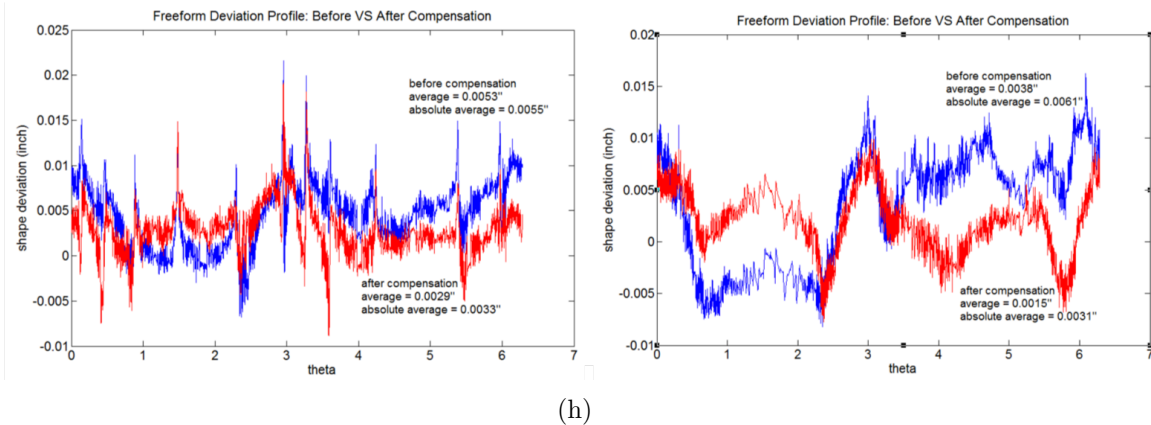 Freeform Deviation Profile: Before VS After Compensation
0.025
0.02
0.015
0.01
0.005
0
-0.005
-0.01
shape deviation (inch)
before compensation
average = 0.0053"
absolute average = 0.0055"
after compensation
average = 0.0029"
absolute average = 0.0033"
0 1 2 3 4 5 6 7
theta
Freeform Deviation Profile: Before VS After Compensation
0.02
0.015
0.01
0.005
0
-0.005
-0.01
shape deviation (inch)
before compensation
average = 0.0038"
absolute average = 0.0061"
after compensation
average = 0.0015"
absolute average = 0.0031"
0 1 2 3 4 5 6 7
theta
(h)